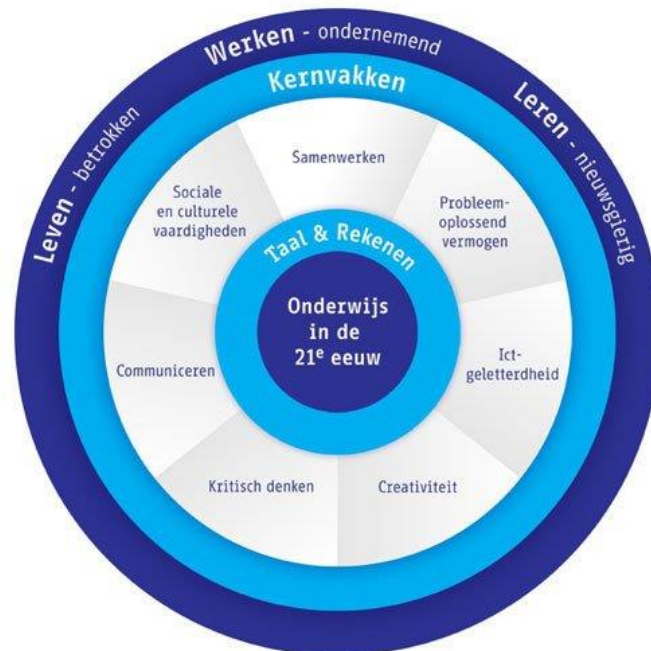 Werken - ondernemend
Leven - betrokken
Leren - nieuwsgierig
Kernvakken
Samenwerken
Sociale
en culturele
vaardigheden
Probleem-
oplossend
vermogen
Taal & Rekenen
Onderwijs
in de
21e eeuw
Communiceren
Ict-
geletterdheid
Kritisch denken
Creativiteit